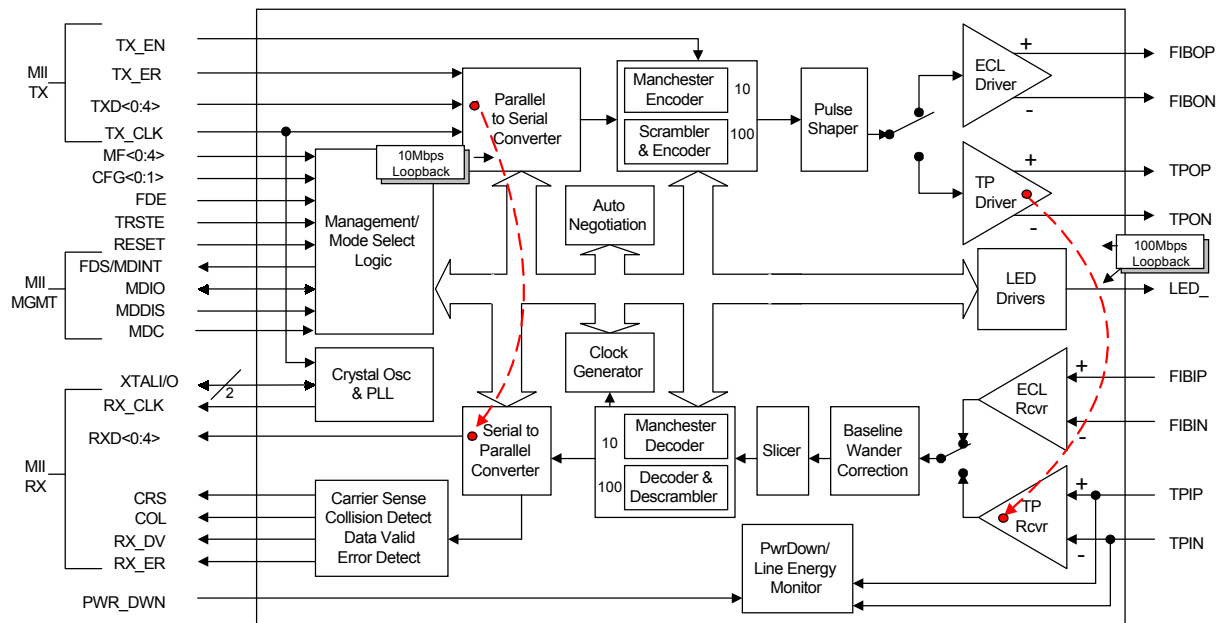 MII
TX
TX_EN
TX_ER
TXD<0:4>
TX_CLK
MF<0:4>
CFG<0:1>
FDE
TRSTE
RESET
MII
MGMT
FDS/MDINT
MDIO
MDDIS
MDC
MII
RX
XTALI/O
2
RX_CLK
RXD<0:4>
CRS
COL
RX_DV
RX_ER
PWR_DWN
Parallel
to Serial
Converter
10Mbps
Loopback
Management/
Mode Select
Logic
Crystal Osc
& PLL
Serial to
Parallel
Converter
Carrier Sense
Collision Detect
Data Valid
Error Detect
Manchester
Encoder
10
Scrambler
& Encoder
100
Auto
Negotiation
Clock
Generator
10
Manchester
Decoder
100
Decoder &
Descrambler
Pulse
Shaper
Slicer
Baseline
Wander
Correction
PwrDown/
Line Energy
Monitor
ECL
Driver
+
-
TP
Driver
+
-
LED
Drivers
100Mbps
Loopback
ECL
Rcvr
+
-
TP
Rcvr
+
-
FIBOP
FIBON
TPOP
TPON
LED_
FIBIP
FIBIN
TPIP
TPIN